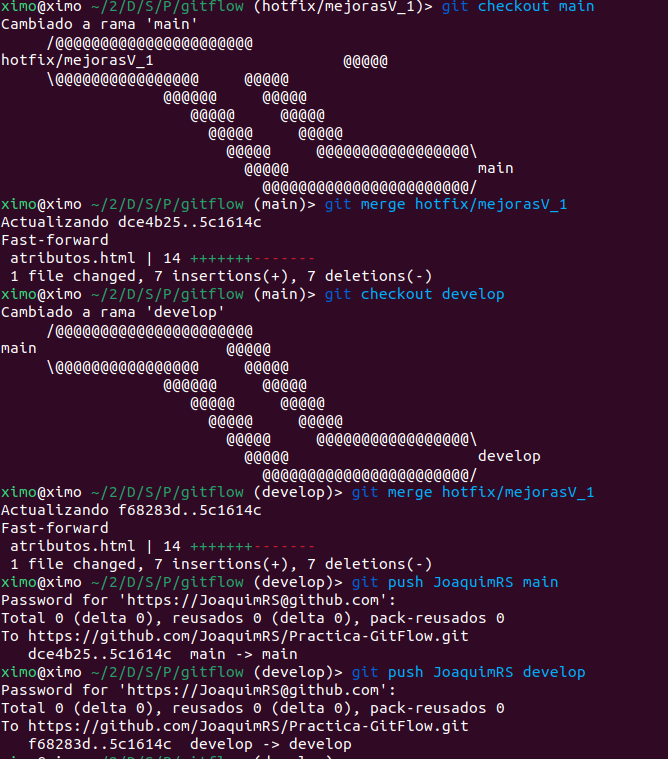 ximo@ximo ~/2/D/S/P/gitflow (hotfix/mejorasV_1)> git checkout main
Cambiado a rama 'main'
     /@@@@@@@@@@@@@@@@@@@@@@
hotfix/mejorasV_1                     @@@@@
     \@@@@@@@@@@@@@@@@     @@@@@
                  @@@@@@     @@@@@
                     @@@@@     @@@@@
                       @@@@@     @@@@@
                         @@@@@     @@@@@@@@@@@@@@@@@\
                           @@@@@                     main
                             @@@@@@@@@@@@@@@@@@@@@@@/
ximo@ximo ~/2/D/S/P/gitflow (main)> git merge hotfix/mejorasV_1
Actualizando dce4b25..5c1614c
Fast-forward
 atributos.html | 14 +++++++-------
 1 file changed, 7 insertions(+), 7 deletions(-)
ximo@ximo ~/2/D/S/P/gitflow (main)> git checkout develop
Cambiado a rama 'develop'
     /@@@@@@@@@@@@@@@@@@@@@@
main                     @@@@@
     \@@@@@@@@@@@@@@@@     @@@@@
                  @@@@@@     @@@@@
                     @@@@@     @@@@@
                       @@@@@     @@@@@
                         @@@@@     @@@@@@@@@@@@@@@@@\
                           @@@@@                     develop
                             @@@@@@@@@@@@@@@@@@@@@@@/
ximo@ximo ~/2/D/S/P/gitflow (develop)> git merge hotfix/mejorasV_1
Actualizando f68283d..5c1614c
Fast-forward
 atributos.html | 14 +++++++-------
 1 file changed, 7 insertions(+), 7 deletions(-)
ximo@ximo ~/2/D/S/P/gitflow (develop)> git push JoaquimRS main
Password for 'https://JoaquimRS@github.com':
Total 0 (delta 0), reusados 0 (delta 0), pack-reusados 0
To https://github.com/JoaquimRS/Practica-GitFlow.git
   dce4b25..5c1614c  main -> main
ximo@ximo ~/2/D/S/P/gitflow (develop)> git push JoaquimRS develop
Password for 'https://JoaquimRS@github.com':
Total 0 (delta 0), reusados 0 (delta 0), pack-reusados 0
To https://github.com/JoaquimRS/Practica-GitFlow.git
   f68283d..5c1614c  develop -> develop